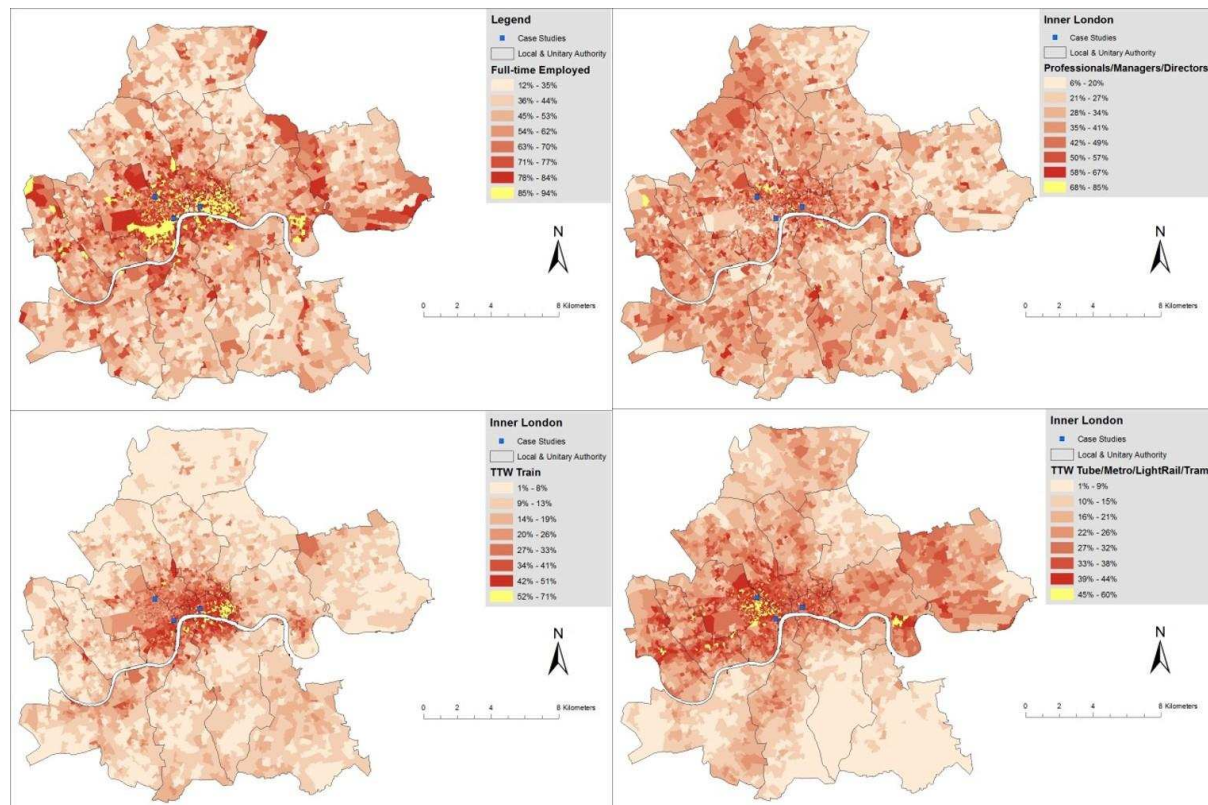 Legend
Case Studies
Local & Unitary Authority
Full-time Employed
12% - 35%
36% - 44%
45% - 53%
54% - 62%
63% - 70%
71% - 77%
78% - 84%
85% - 94%
N
0 2 4 8 Kilometers
Inner London
Case Studies
Local & Unitary Authority
Professionals/Managers/Directors
6% - 20%
21% - 27%
28% - 34%
35% - 41%
42% - 49%
50% - 57%
58% - 67%
68% - 85%
N
0 2 4 8 Kilometers
Inner London
Case Studies
Local & Unitary Authority
TTW Train
1% - 8%
9% - 13%
14% - 19%
20% - 26%
27% - 33%
34% - 41%
42% - 51%
52% - 71%
N
0 2 4 8 Kilometers
Inner London
Case Studies
Local & Unitary Authority
TTW Tube/Metro/LightRail/Tram
1% - 9%
10% - 15%
16% - 21%
22% - 26%
27% - 32%
33% - 38%
39% - 44%
45% - 60%
N
0 2 4 8 Kilometers